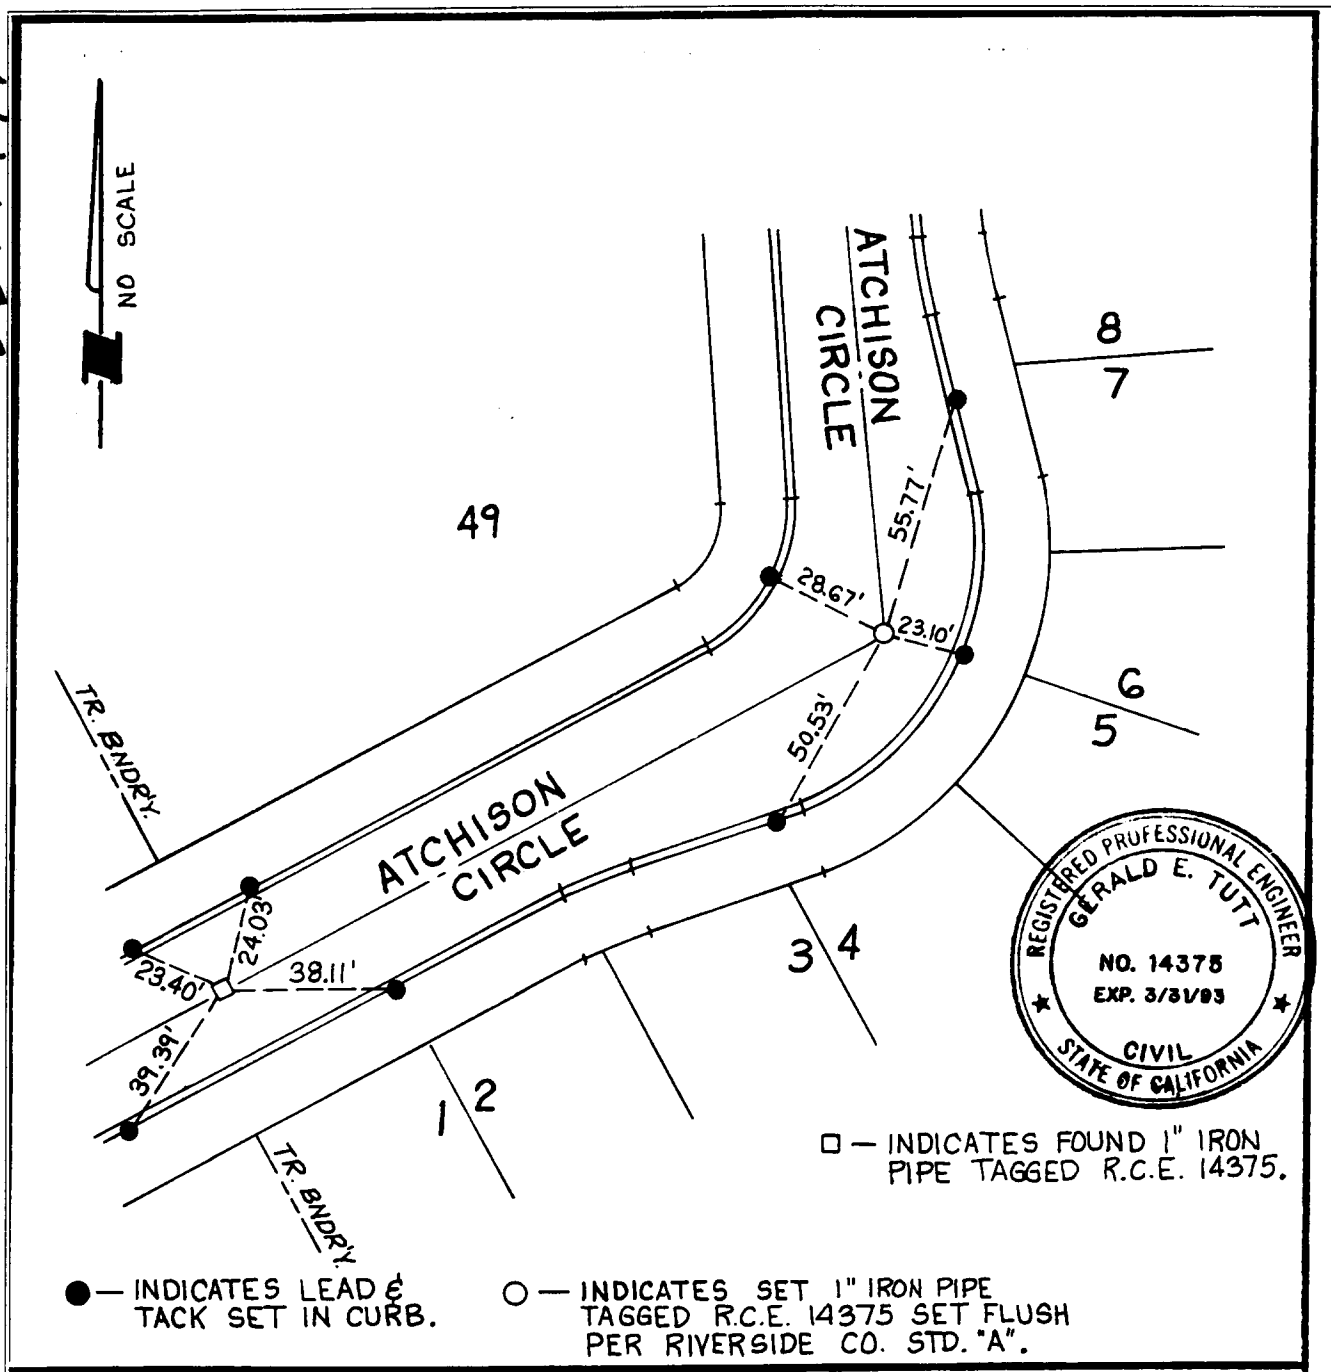 NO SCALE
ATCHISON
CIRCLE
8
7
55.77'
49
28.67'
23.10'
6
5
50.53'
TR. BNDR'Y.
ATCHISON
CIRCLE
24.03'
23.40'
38.11'
39.39'
3 4
1 2
TR. BNDR'Y.
REGISTERED PROFESSIONAL ENGINEER
GERALD E. TUTT
NO. 14375
EXP. 3/31/93
CIVIL
STATE OF CALIFORNIA
□ — INDICATES FOUND 1" IRON
PIPE TAGGED R.C.E. 14375.
● — INDICATES LEAD &
TACK SET IN CURB.
○ — INDICATES SET 1" IRON PIPE
TAGGED R.C.E. 14375 SET FLUSH
PER RIVERSIDE CO. STD. "A".